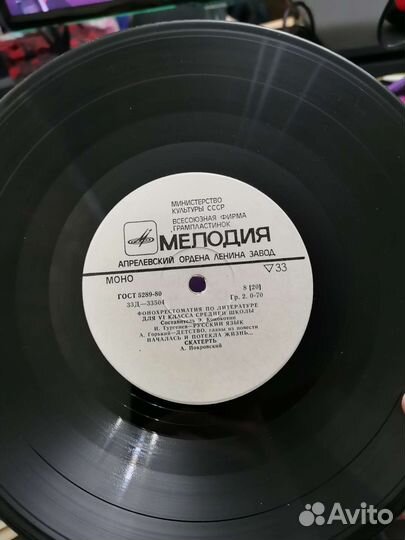 МИНИСТЕРСТВО
КУЛЬТУРЫ СССР
ВСЕСОЮЗНАЯ ФИРМА
ГРАМПЛАСТИНОК
МЕЛОДИЯ
АПРЕЛЕВСКИЙ ОРДЕНА ЛЕНИНА ЗАВОД
МОНО ▽33
ГОСТ 5289-80 8 [20]
33Д—33504 Гр. 2. 0-70
ФОНОХРЕСТОМАТИЯ ПО ЛИТЕРАТУРЕ
ДЛЯ VI КЛАССА СРЕДНЕЙ ШКОЛЫ
Составитель Э.
И. Тургенев—РУССКИЙ ЯЗЫК
А. Горький—ДЕТСТВО, главы из повести
НАЧАЛАСЬ И ПОТЕКЛА ЖИЗНЬ...
СКАТЕРТЬ
А. Покровский
Avito